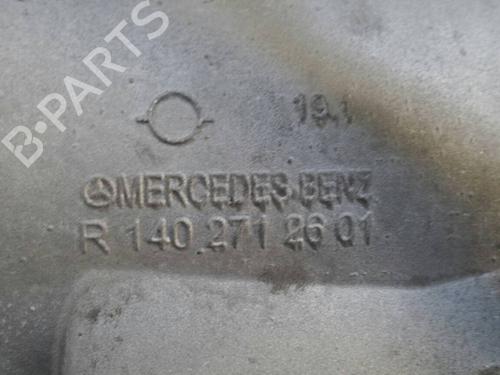 B-PARTS
19.1
MERCEDES-BENZ
R 140 271 26 01